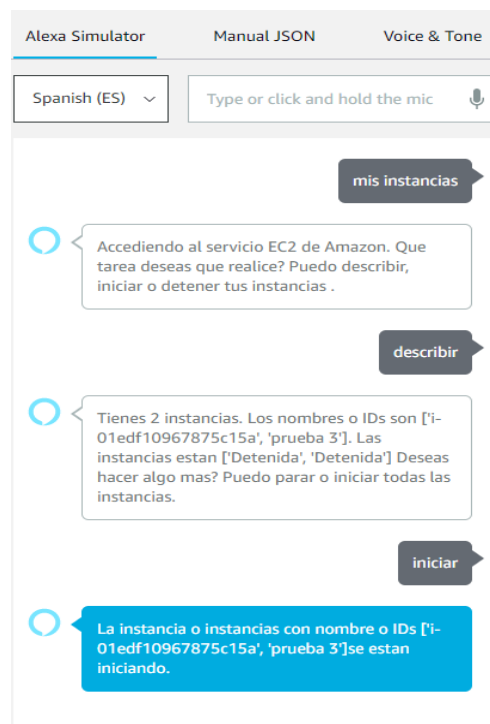 Alexa Simulator Manual JSON Voice & Tone
Spanish (ES) Type or click and hold the mic
mis instancias
Accediendo al servicio EC2 de Amazon. Que
tarea deseas que realice? Puedo describir,
iniciar o detener tus instancias .
describir
Tienes 2 instancias. Los nombres o IDs son ['i-
01edf10967875c15a', 'prueba 3']. Las
instancias estan ['Detenida', 'Detenida'] Deseas
hacer algo mas? Puedo parar o iniciar todas las
instancias.
iniciar
La instancia o instancias con nombre o IDs ['i-
01edf10967875c15a', 'prueba 3']se estan
iniciando.